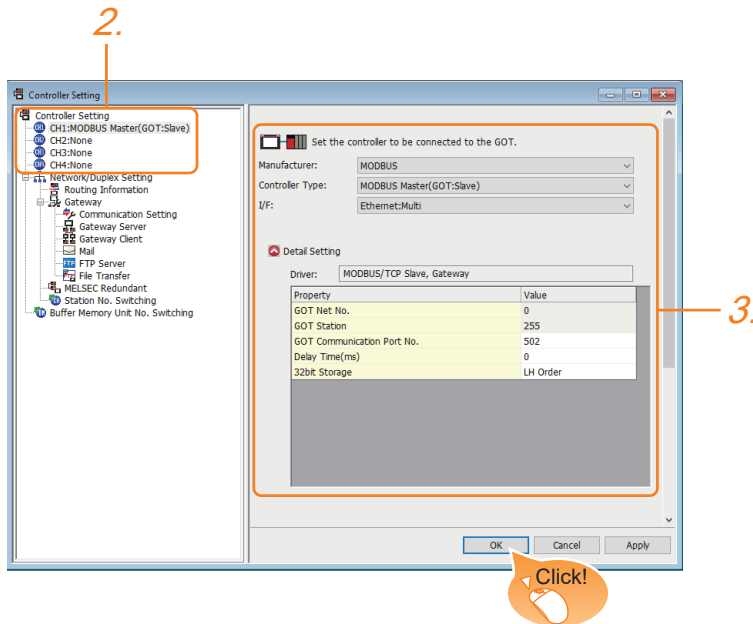 2.
Controller Setting
Controller Setting
CH1:MODBUS Master(GOT:Slave)
CH2:None
CH3:None
CH4:None
Network/Duplex Setting
Routing Information
Gateway
Communication Setting
Gateway Server
Gateway Client
Mail
FTP Server
File Transfer
MELSEC Redundant
Station No. Switching
Buffer Memory Unit No. Switching
Set the controller to be connected to the GOT.
Manufacturer: MODBUS
Controller Type: MODBUS Master(GOT:Slave)
I/F: Ethernet:Multi
Detail Setting
Driver: MODBUS/TCP Slave, Gateway
Property Value
GOT Net No. 0
GOT Station 255
GOT Communication Port No. 502
Delay Time(ms) 0
32bit Storage LH Order
3.
OK Cancel Apply
Click!